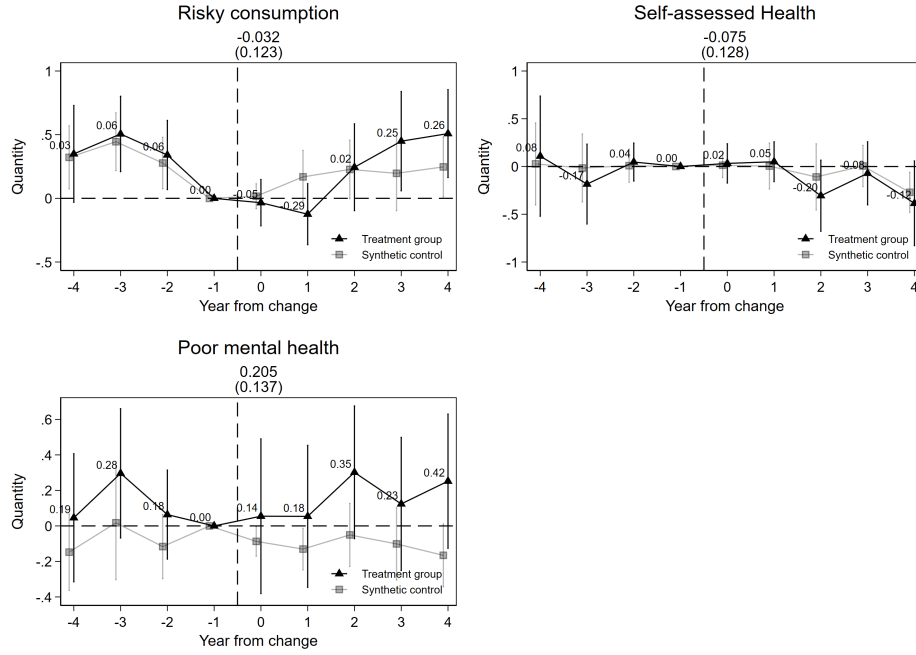 Risky consumption
-0.032
(0.123)
Quantity
1
.5
0
-.5
0.03
0.06
0.06
0.00
-0.05
-0.29
0.02
0.25
0.26
Treatment group
Synthetic control
-4 -3 -2 -1 0 1 2 3 4
Year from change
Self-assessed Health
-0.075
(0.128)
Quantity
1
.5
0
-.5
-1
0.08
-0.17
0.04
0.00
0.02
0.05
-0.20
-0.08
-0.12
Treatment group
Synthetic control
-4 -3 -2 -1 0 1 2 3 4
Year from change
Poor mental health
0.205
(0.137)
Quantity
.6
.4
.2
0
-.2
-.4
0.19
0.28
0.18
0.00
0.14
0.18
0.35
0.23
0.42
Treatment group
Synthetic control
-4 -3 -2 -1 0 1 2 3 4
Year from change